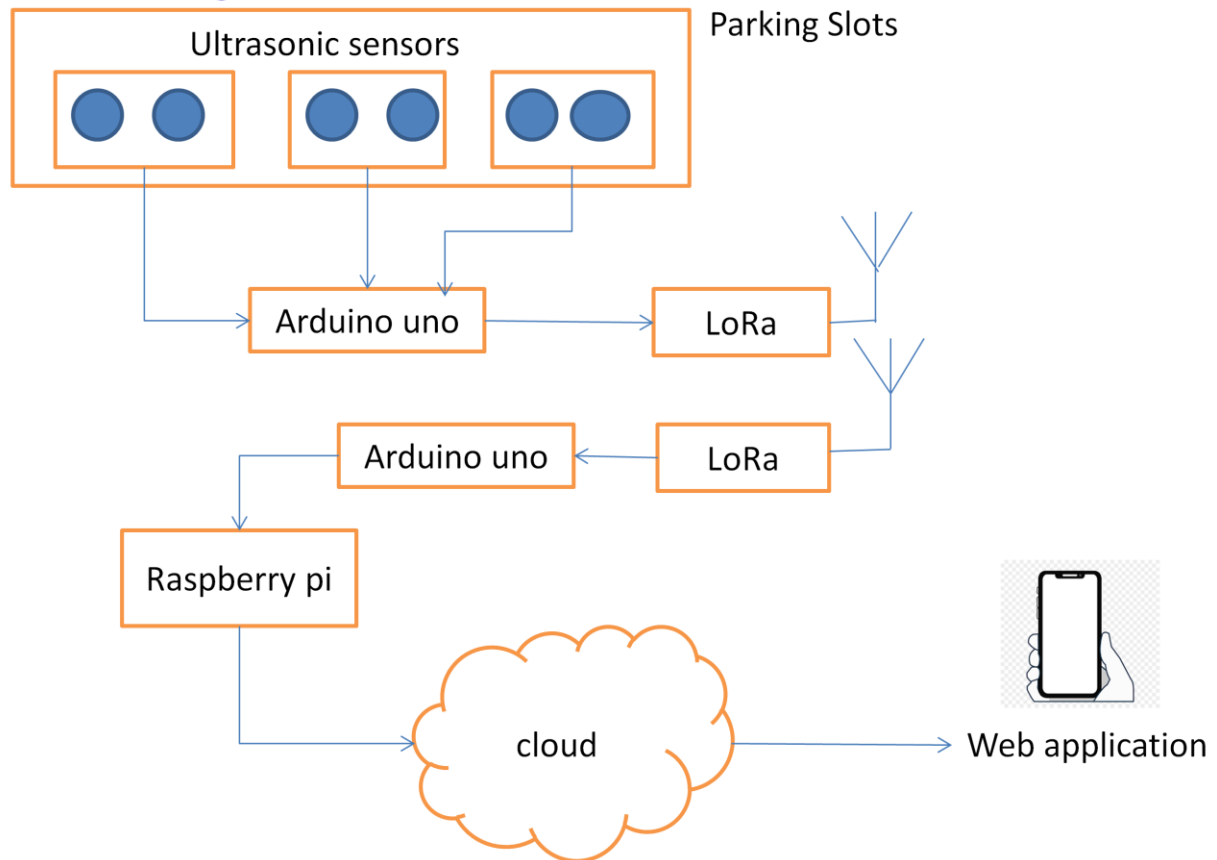 Parking Slots
Ultrasonic sensors
Arduino uno
LoRa
Arduino uno
LoRa
Raspberry pi
cloud
Web application